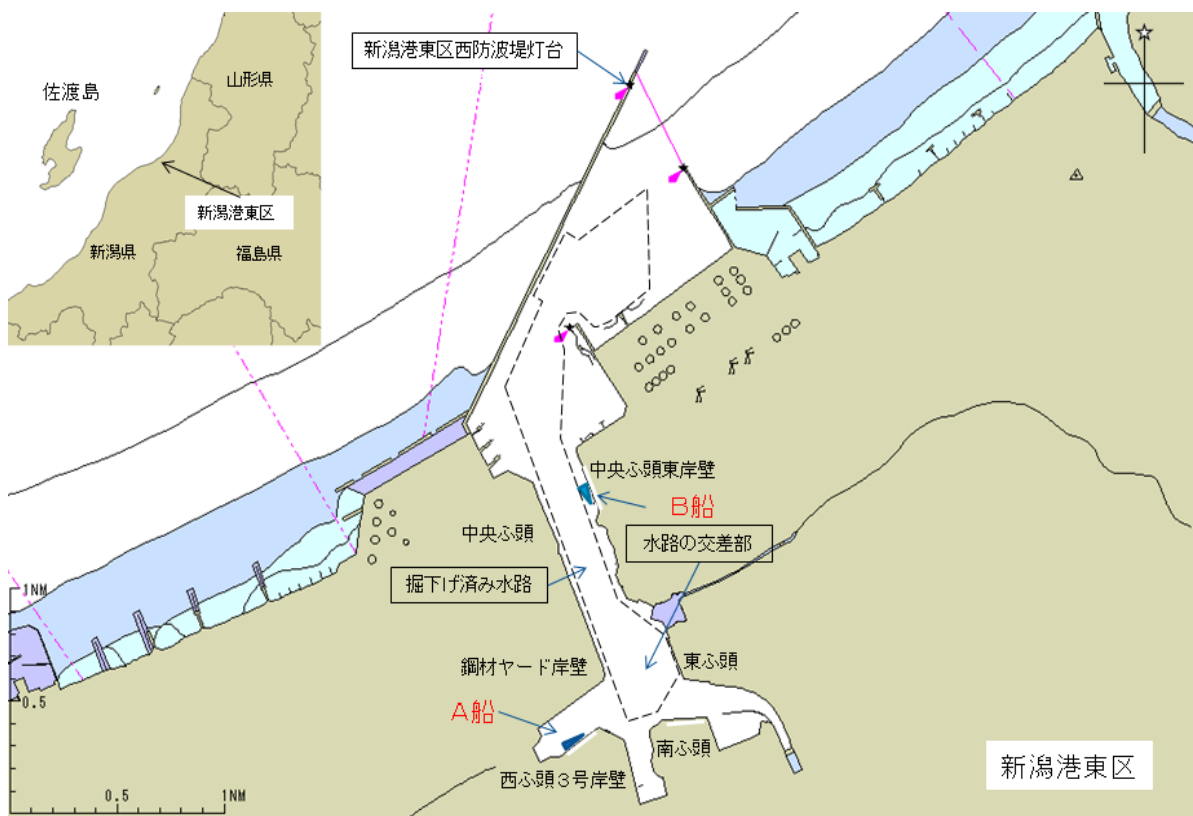 山形県
佐渡島
新潟港東区
新潟県
福島県
新潟港東区西防波堤灯台
中央ふ頭東岸壁
B船
中央ふ頭
水路の交差部
掘下げ済み水路
1NM
鋼材ヤード岸壁
東ふ頭
0.5
A船
南ふ頭
西ふ頭3号岸壁
新潟港東区
0.5
1NM